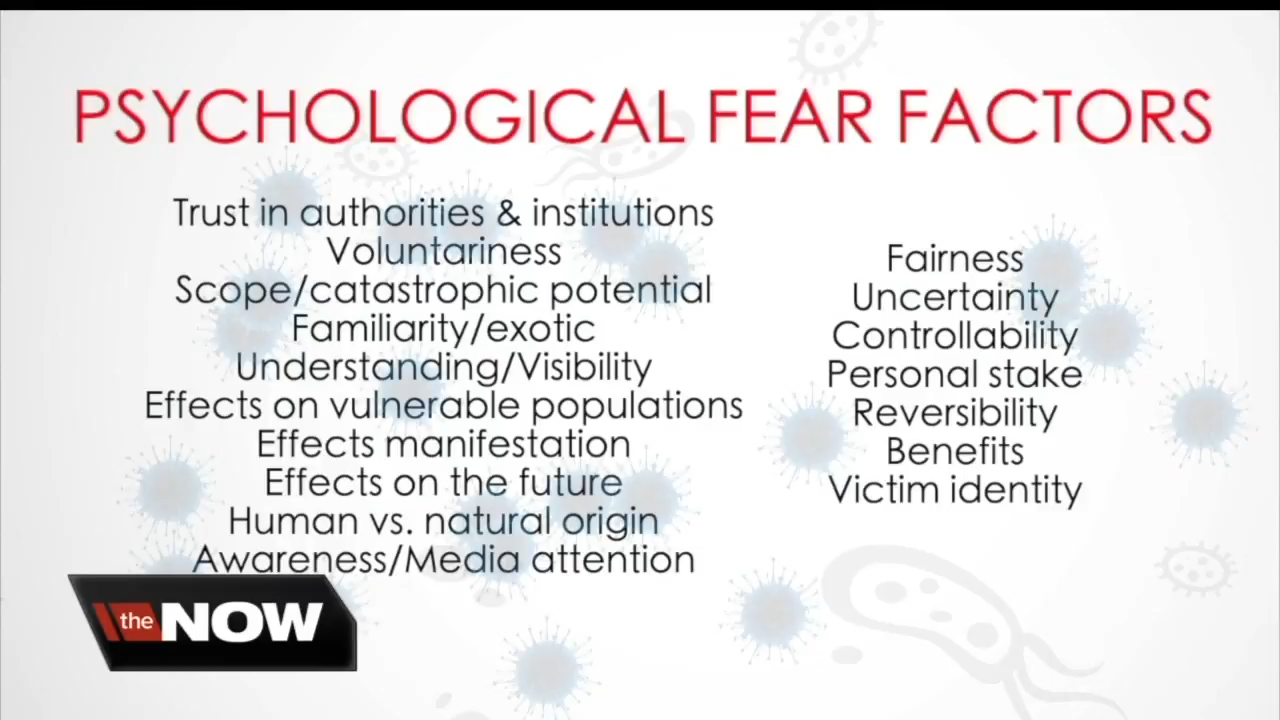 PSYCHOLOGICAL FEAR FACTORS
Trust in authorities & institutions
Voluntariness
Scope/catastrophic potential
Familiarity/exotic
Understanding/Visibility
Effects on vulnerable populations
Effects manifestation
Effects on the future
Human vs. natural origin
Awareness/Media attention
Fairness
Uncertainty
Controllability
Personal stake
Reversibility
Benefits
Victim identity
the NOW